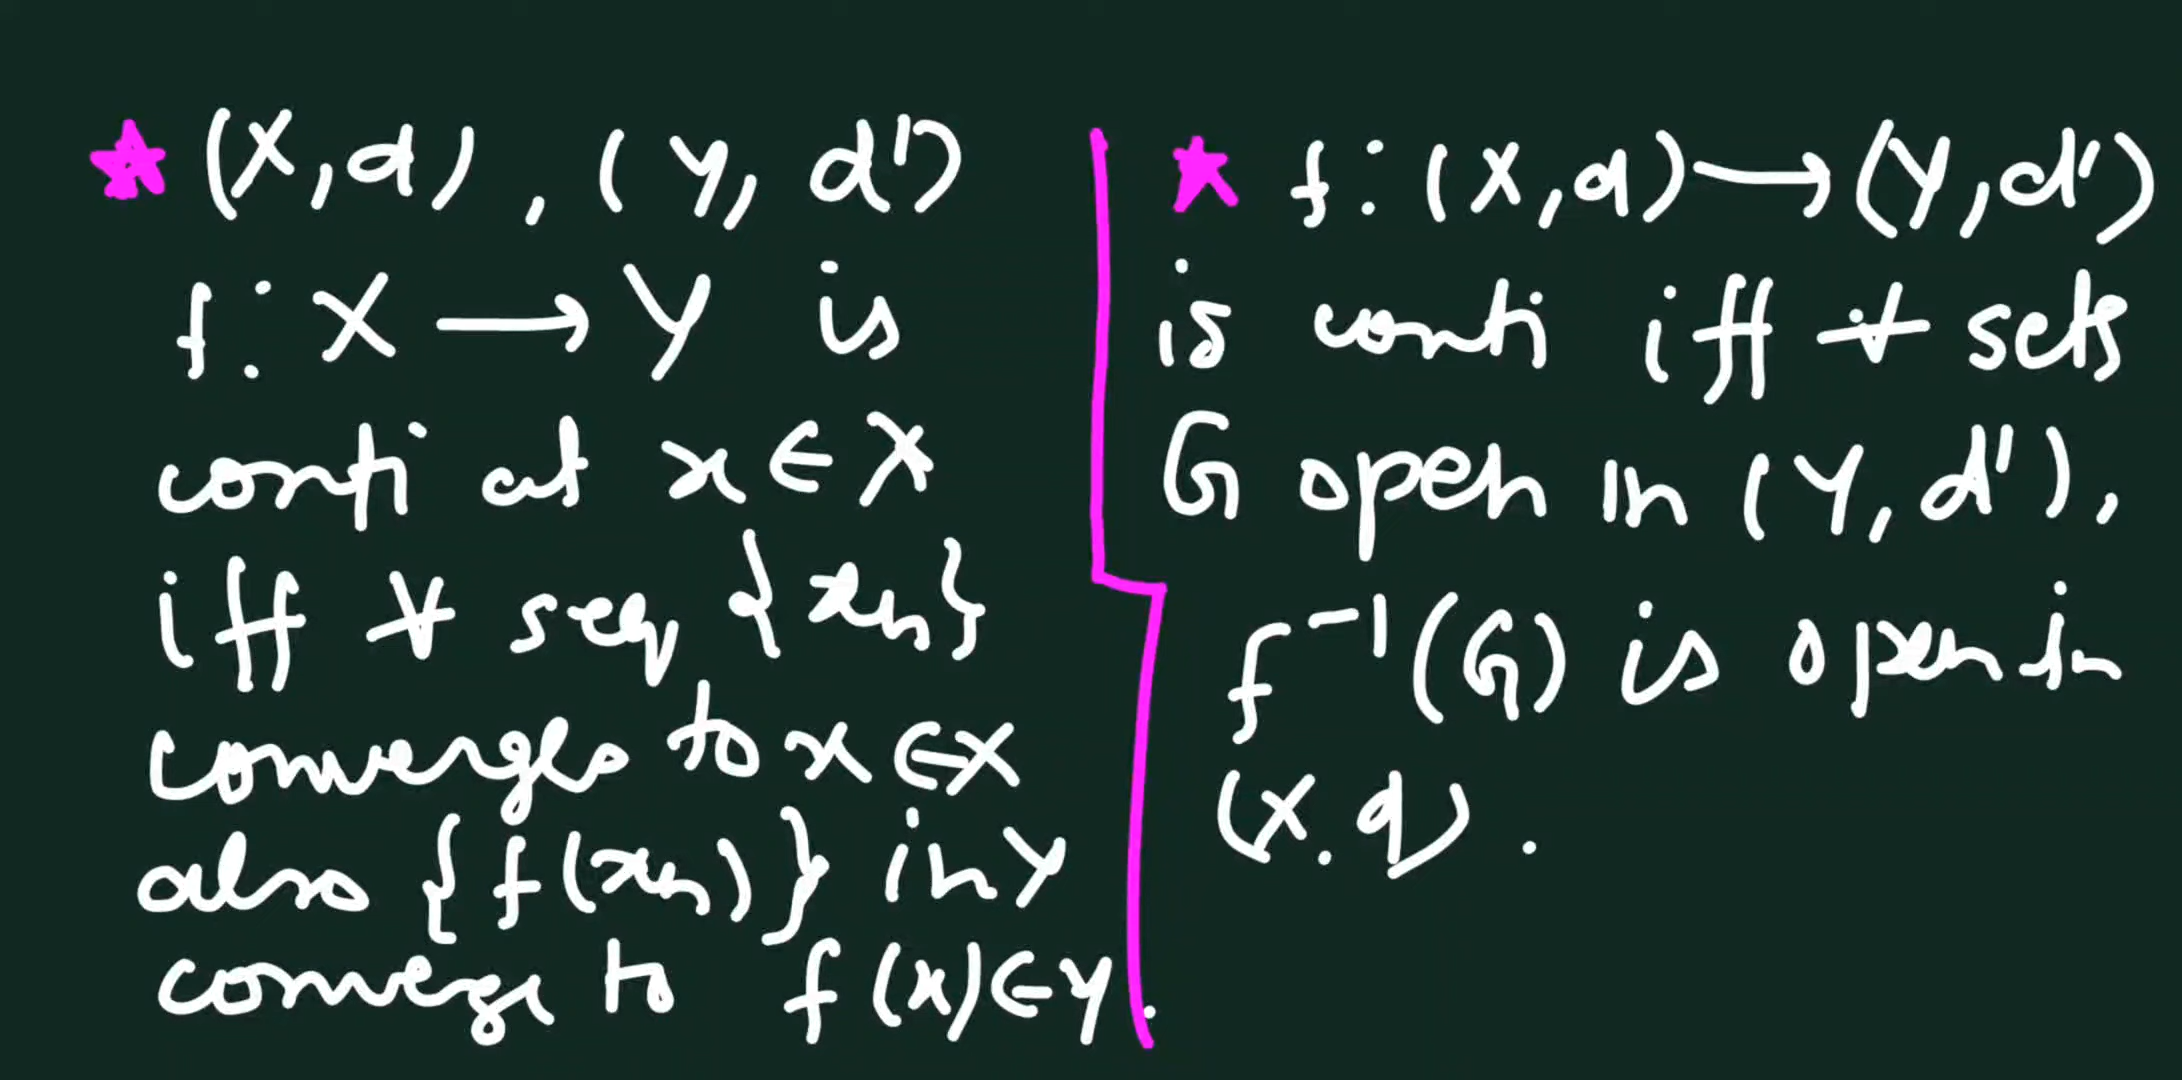 (X,d), (Y, d')
f: X → Y is
conti at x ∈ X
iff ∀ seq {xn}
converges to x ∈ X
also {f(xn)} in Y
converge to f(x) ∈ Y.
f: (X,d) → (Y,d')
is conti iff ∀ sets
G open in (Y, d'),
f⁻¹(G) is open in
(X.d).